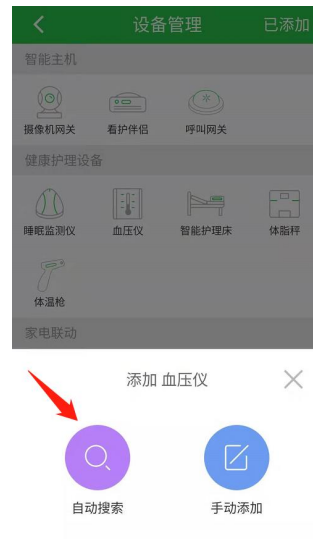 设备管理 已添加
智能主机
摄像机网关 看护伴侣 呼叫网关
健康护理设备
睡眠监测仪 血压仪 智能护理床 体脂秤
体温枪
家电联动
添加 血压仪
自动搜索 手动添加